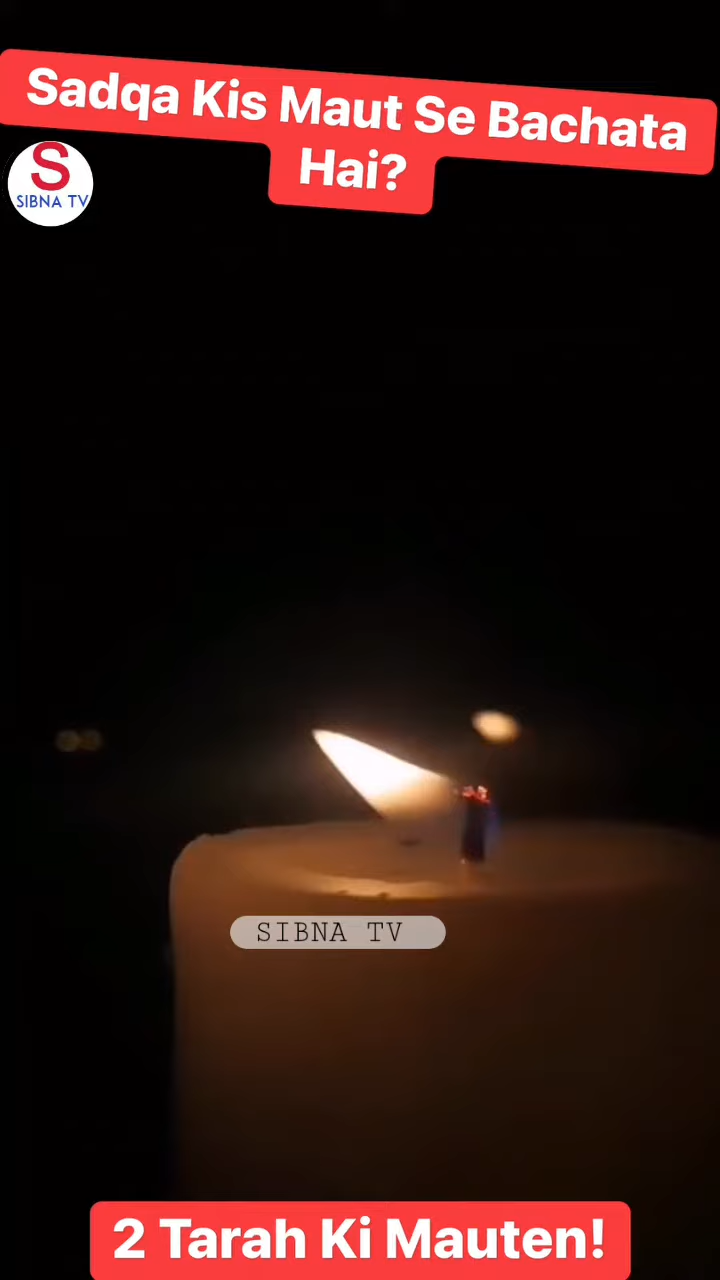 Sadqa Kis Maut Se Bachata
Hai?
S
SIBNA TV
SIBNA TV
2 Tarah Ki Mauten!